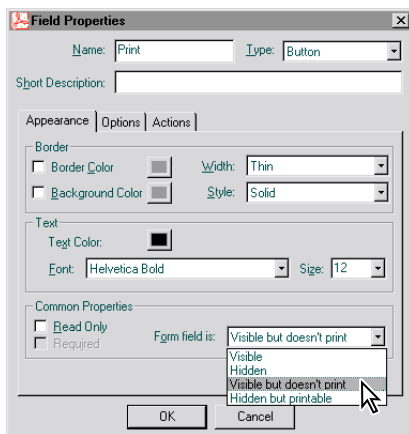 Field Properties
Name: Print Type: Button
Short Description:
Appearance Options Actions
Border
Border Color Width: Thin
Background Color Style: Solid
Text
Text Color:
Font: Helvetica Bold Size: 12
Common Properties
Read Only Form field is: Visible but doesn't print
Required
Visible
Hidden
Visible but doesn't print
Hidden but printable
OK Cancel